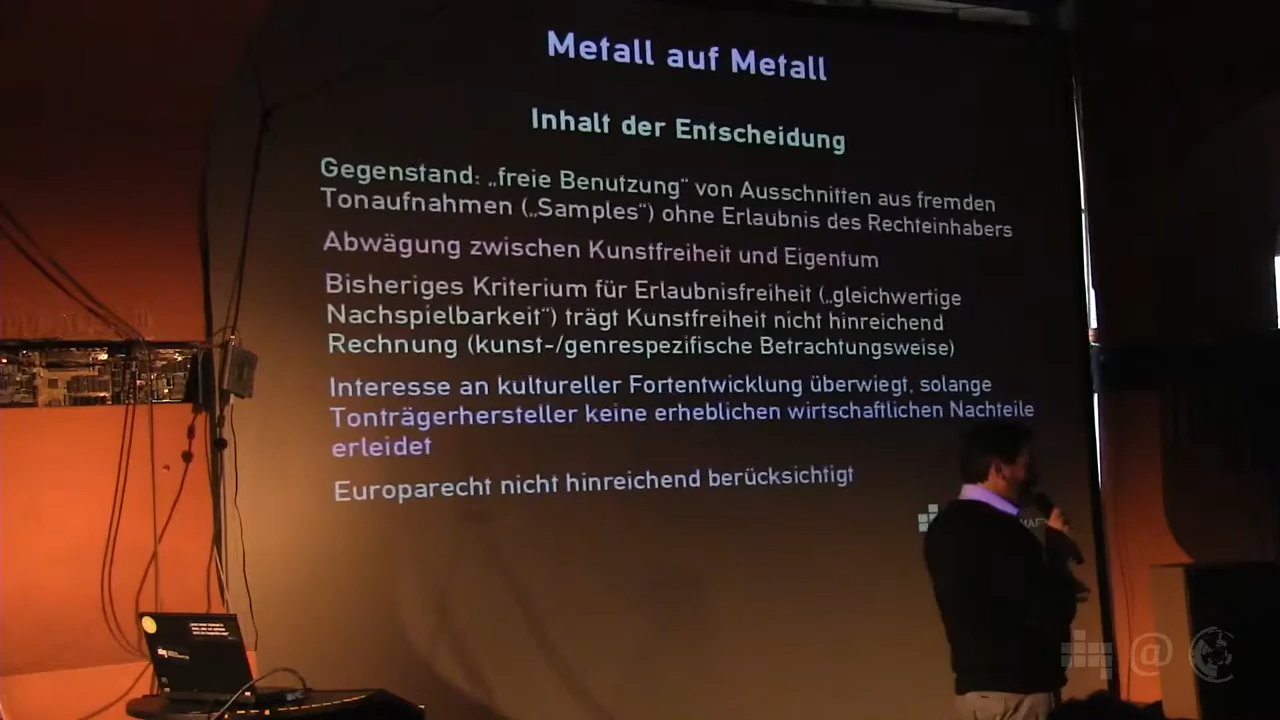 Metall auf Metall
Inhalt der Entscheidung
Gegenstand: „freie Benutzung“ von Ausschnitten aus fremden
Tonaufnahmen („Samples“) ohne Erlaubnis des Rechteinhabers
Abwägung zwischen Kunstfreiheit und Eigentum
Bisheriges Kriterium für Erlaubnisfreiheit („gleichwertige
Nachspielbarkeit“) trägt Kunstfreiheit nicht hinreichend
Rechnung (kunst-/genrespezifische Betrachtungsweise)
Interesse an kultureller Fortentwicklung überwiegt, solange
Tonträgerhersteller keine erheblichen wirtschaftlichen Nachteile
erleidet
Europarecht nicht hinreichend berücksichtigt
@